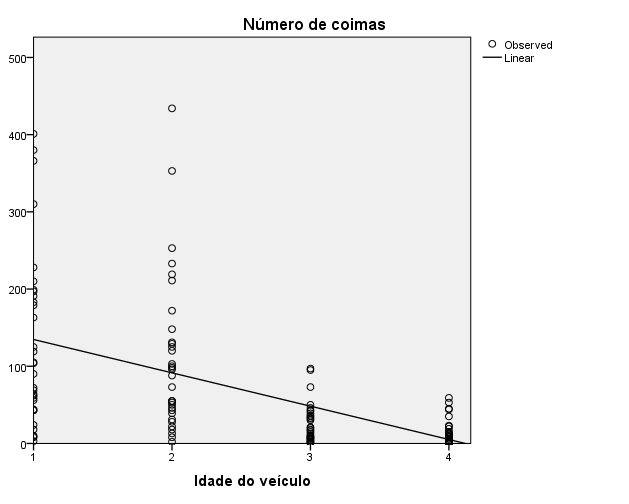 Número de coimas
Observed
Linear
500
400
300
200
100
0
1 2 3 4
Idade do veículo